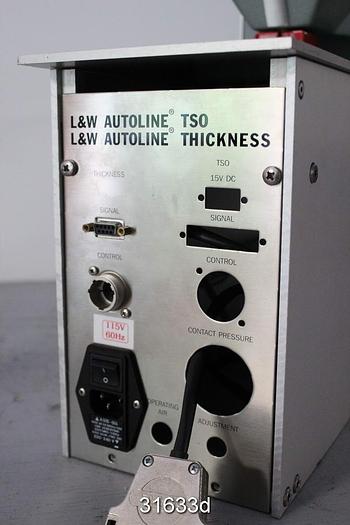 L&W AUTOLINE® TSO
L&W AUTOLINE® THICKNESS
THICKNESS
TSO
15V DC
SIGNAL
SIGNAL
CONTROL
CONTROL
115V
60Hz
CONTACT PRESSURE
OPERATING
AIR
ADJUSTMENT
31633d